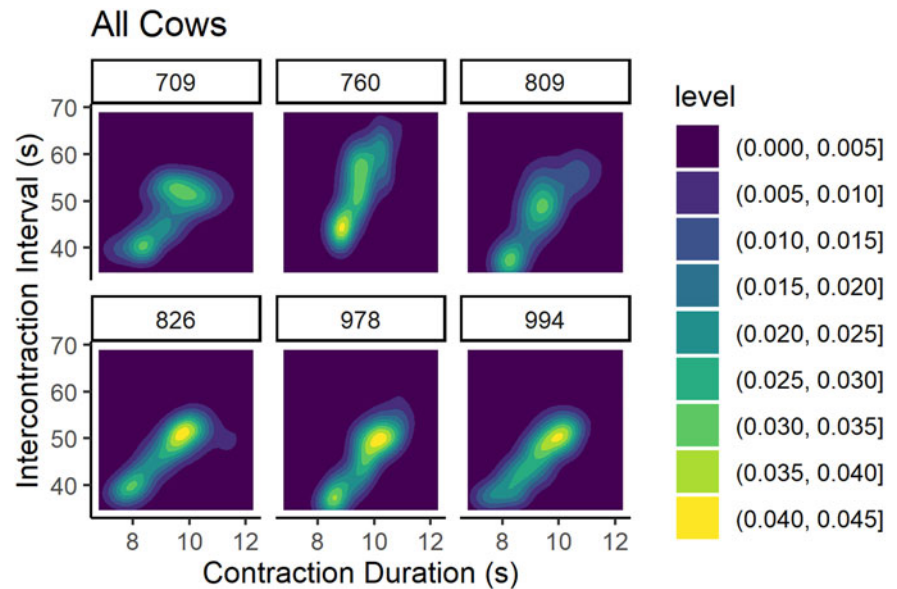 All Cows
709 760 809
Intercontraction Interval (s)
70
60
50
40
826 978 994
70
60
50
40
8 10 12 8 10 12 8 10 12
Contraction Duration (s)
level
(0.000, 0.005]
(0.005, 0.010]
(0.010, 0.015]
(0.015, 0.020]
(0.020, 0.025]
(0.025, 0.030]
(0.030, 0.035]
(0.035, 0.040]
(0.040, 0.045]